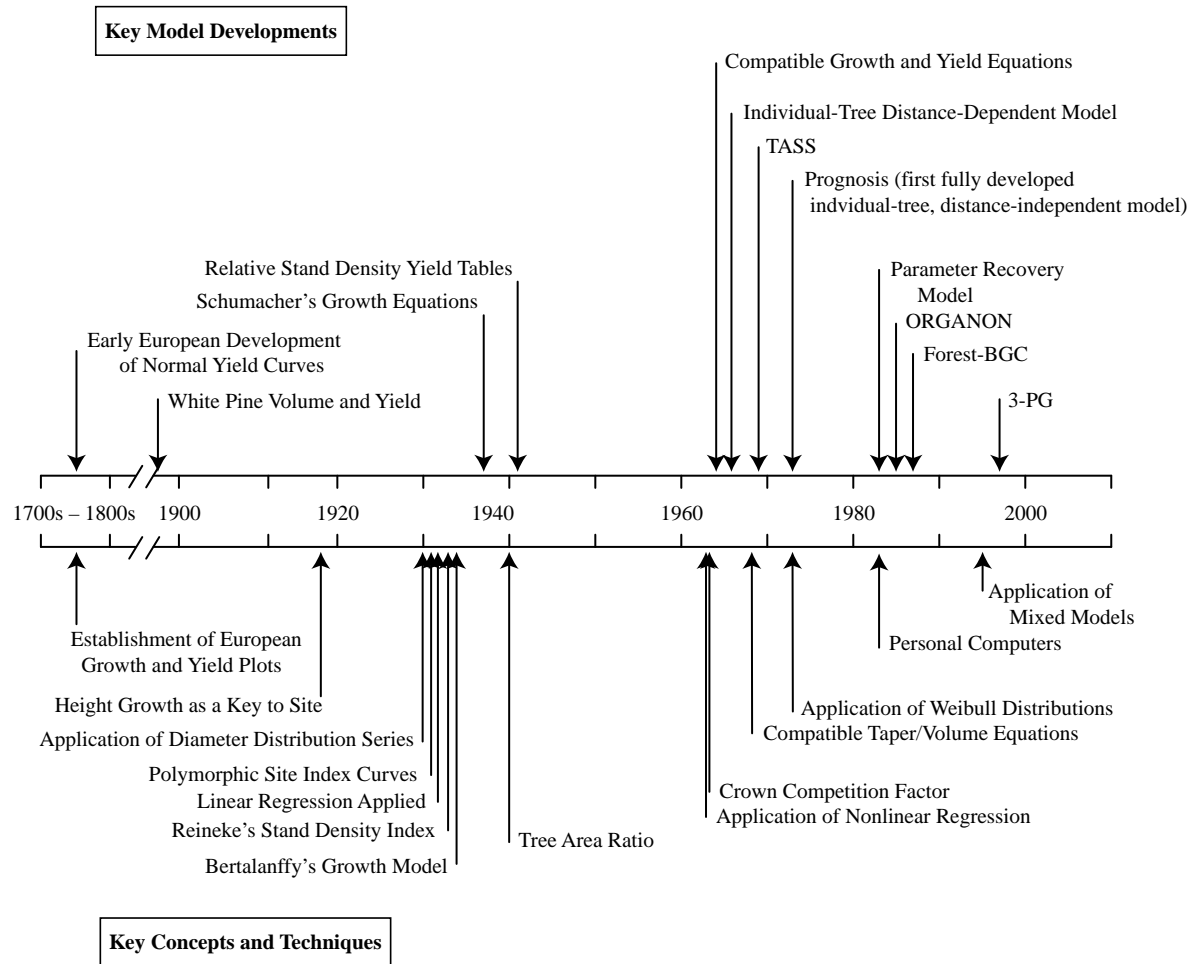 Key Model Developments
Compatible Growth and Yield Equations
Individual-Tree Distance-Dependent Model
TASS
Prognosis (first fully developed
indvidual-tree, distance-independent model)
Relative Stand Density Yield Tables
Schumacher’s Growth Equations
Parameter Recovery
Model
ORGANON
Forest-BGC
Early European Development
of Normal Yield Curves
White Pine Volume and Yield
3-PG
1700s – 1800s 1900 1920 1940 1960 1980 2000
Establishment of European
Growth and Yield Plots
Height Growth as a Key to Site
Application of Diameter Distribution Series
Polymorphic Site Index Curves
Linear Regression Applied
Reineke’s Stand Density Index
Bertalanffy’s Growth Model
Tree Area Ratio
Application of
Mixed Models
Personal Computers
Application of Weibull Distributions
Compatible Taper/Volume Equations
Crown Competition Factor
Application of Nonlinear Regression
Key Concepts and Techniques